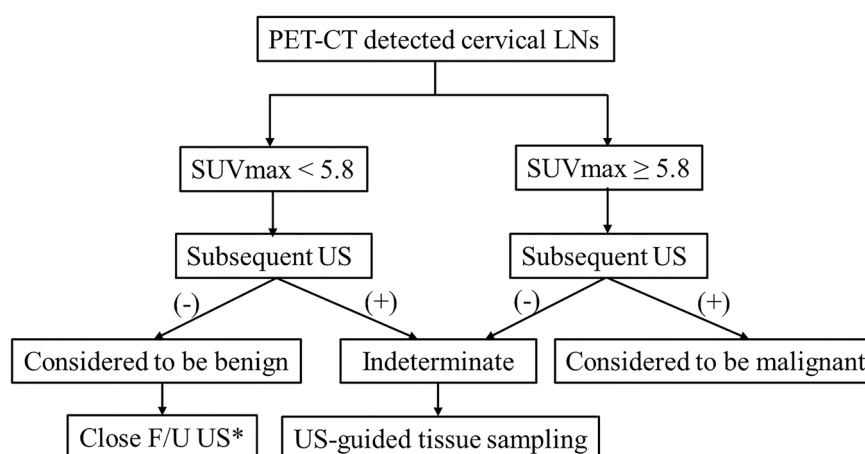 PET-CT detected cervical LNs
SUVmax < 5.8
SUVmax ≥ 5.8
Subsequent US
Subsequent US
(-)
(+)
(-)
(+)
Considered to be benign
Indeterminate
Considered to be malignant
Close F/U US*
US-guided tissue sampling